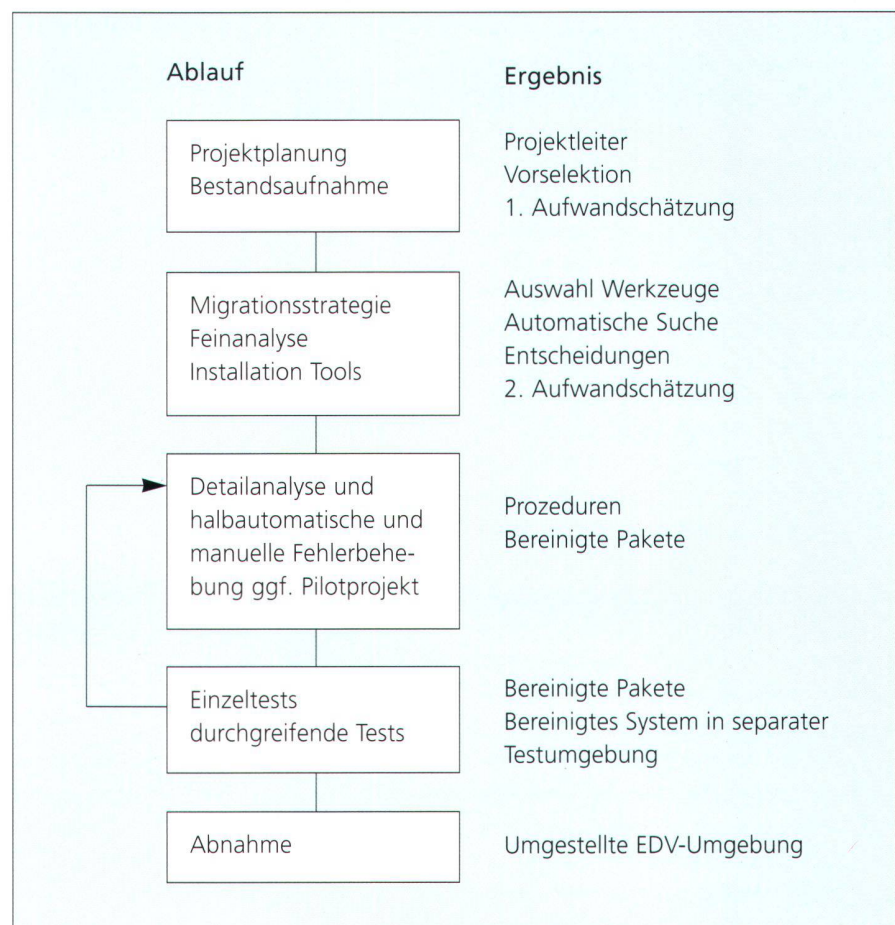 Ablauf
Ergebnis
Projektplanung
Bestandsaufnahme
Projektleiter
Vorselektion
1. Aufwandschätzung
Migrationsstrategie
Feinanalyse
Installation Tools
Auswahl Werkzeuge
Automatische Suche
Entscheidungen
2. Aufwandschätzung
Detailanalyse und
halbautomatische und
manuelle Fehlerbehe-
bung ggf. Pilotprojekt
Prozeduren
Bereinigte Pakete
Einzeltests
durchgreifende Tests
Bereinigte Pakete
Bereinigtes System in separater
Testumgebung
Abnahme
Umgestellte EDV-Umgebung